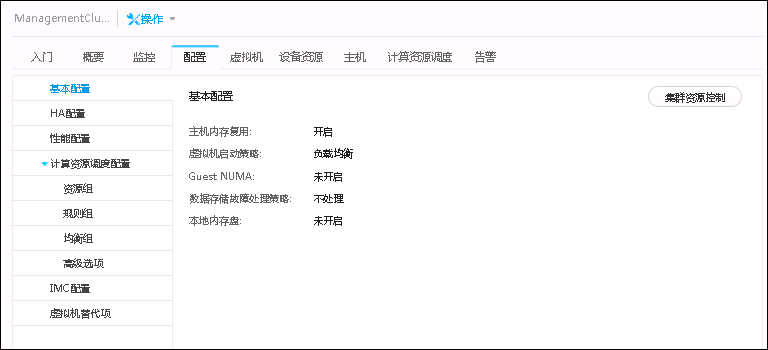 ManagementClu... 操作
入门 概要 监控 配置 虚拟机 设备资源 主机 计算资源调度 告警
基本配置
HA配置
性能配置
计算资源调度配置
资源组
规则组
均衡组
高级选项
IMC配置
虚拟机替代项
基本配置 集群资源控制
主机内存复用: 开启
虚拟机启动策略: 负载均衡
Guest NUMA: 未开启
数据存储故障处理策略: 不处理
本地内存盘: 未开启